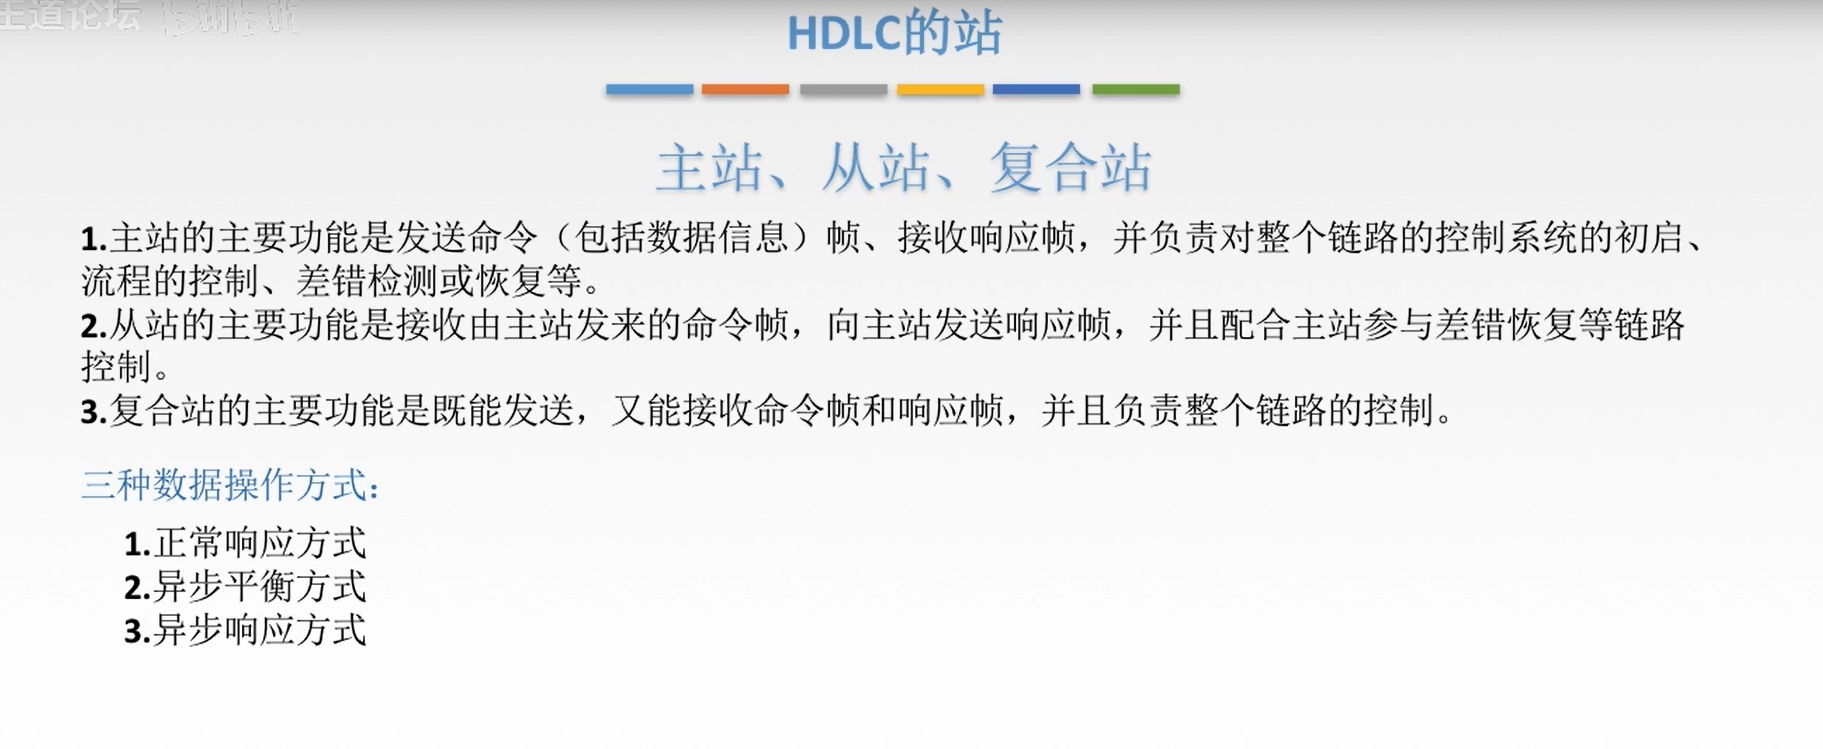 王道论坛 bilibili
HDLC的站
主站、从站、复合站
1.主站的主要功能是发送命令（包括数据信息）帧、接收响应帧，并负责对整个链路的控制系统的初启、
流程的控制、差错检测或恢复等。
2.从站的主要功能是接收由主站发来的命令帧，向主站发送响应帧，并且配合主站参与差错恢复等链路
控制。
3.复合站的主要功能是既能发送，又能接收命令帧和响应帧，并且负责整个链路的控制。
三种数据操作方式：
1.正常响应方式
2.异步平衡方式
3.异步响应方式